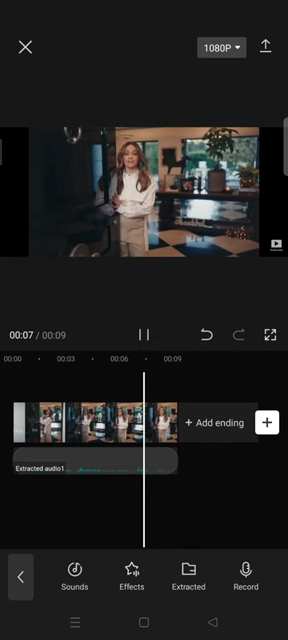 1080P
00:07 / 00:09
00:00 00:03 00:06 00:09
+ Add ending
Extracted audio1
Sounds Effects Extracted Record